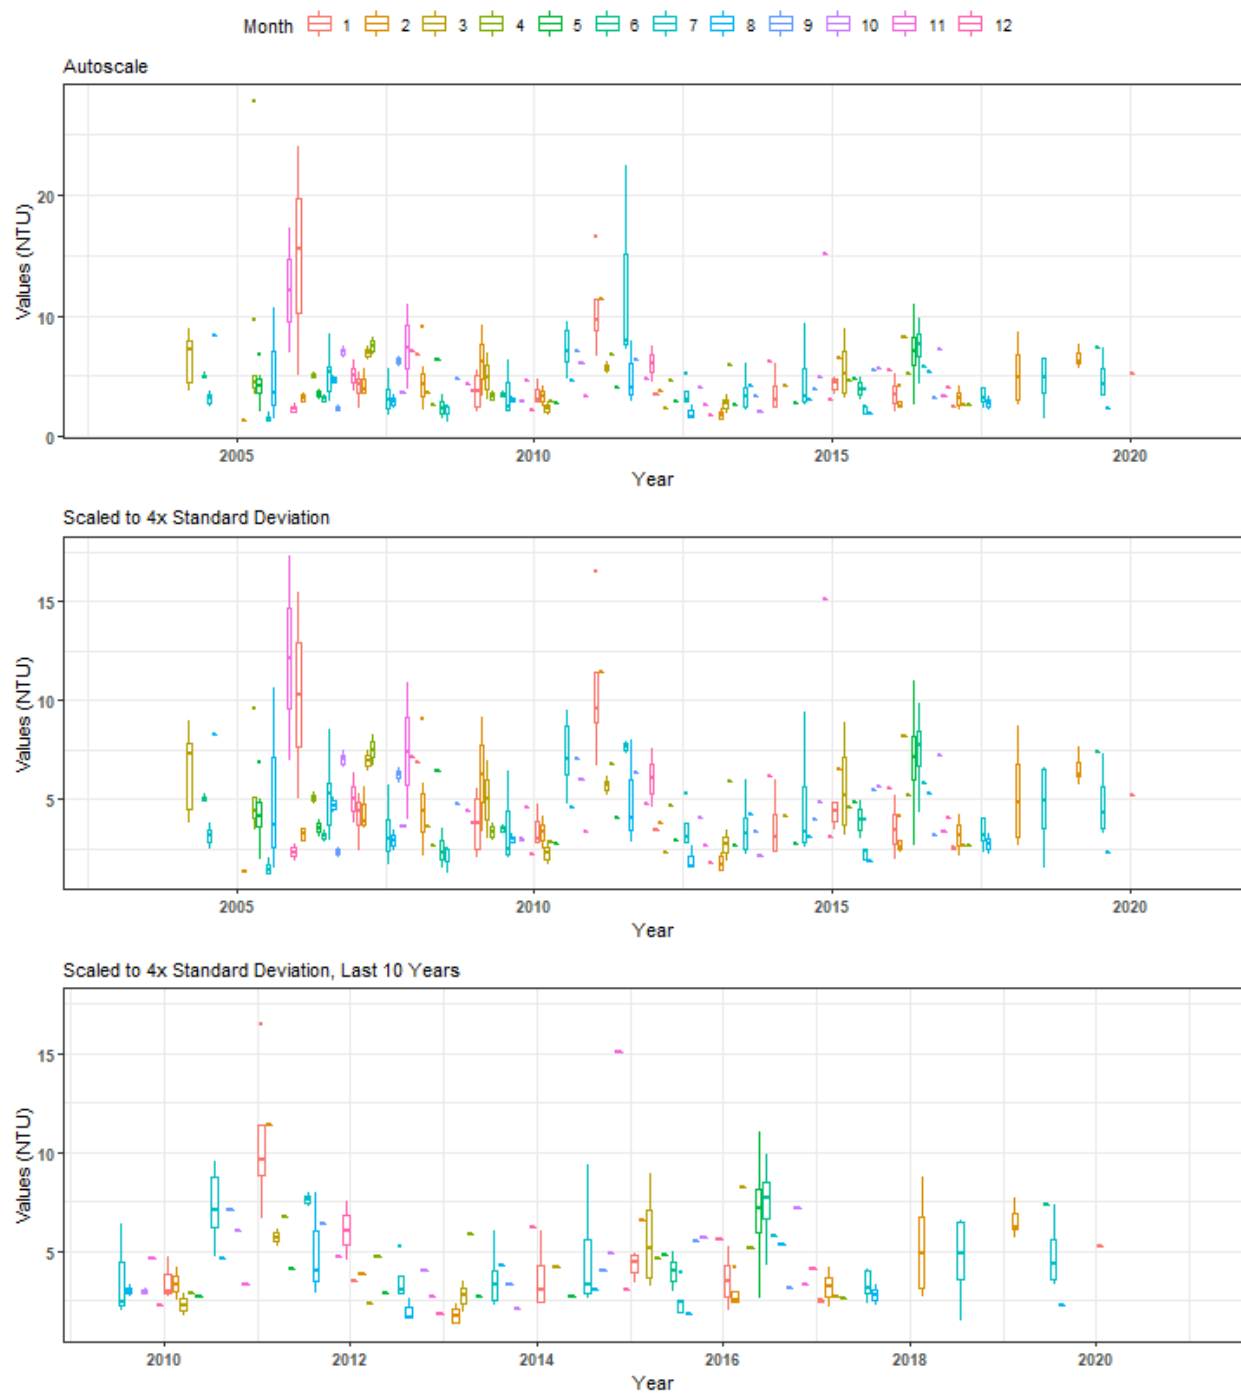 Month 1 2 3 4 5 6 7 8 9 10 11 12
Autoscale
Values (NTU)
20
10
0
2005 2010 2015 2020
Year
Scaled to 4x Standard Deviation
Values (NTU)
15
10
5
2005 2010 2015 2020
Year
Scaled to 4x Standard Deviation, Last 10 Years
Values (NTU)
15
10
5
2010 2012 2014 2016 2018 2020
Year